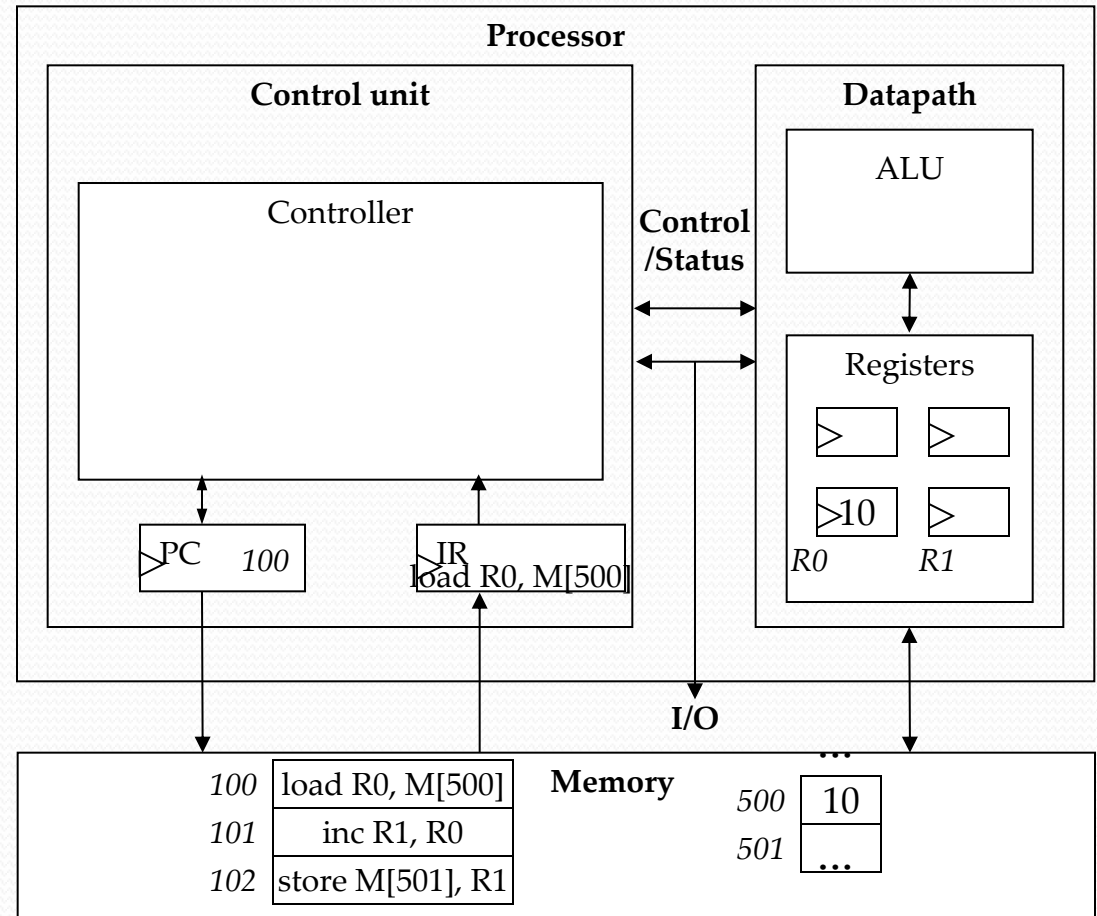 Processor
Control unit
Datapath
ALU
Controller
Control
/Status
Registers
10
R0 R1
PC 100
IR
load R0, M[500]
I/O
Memory
100 load R0, M[500]
101 inc R1, R0
102 store M[501], R1
...
500 10
501
...